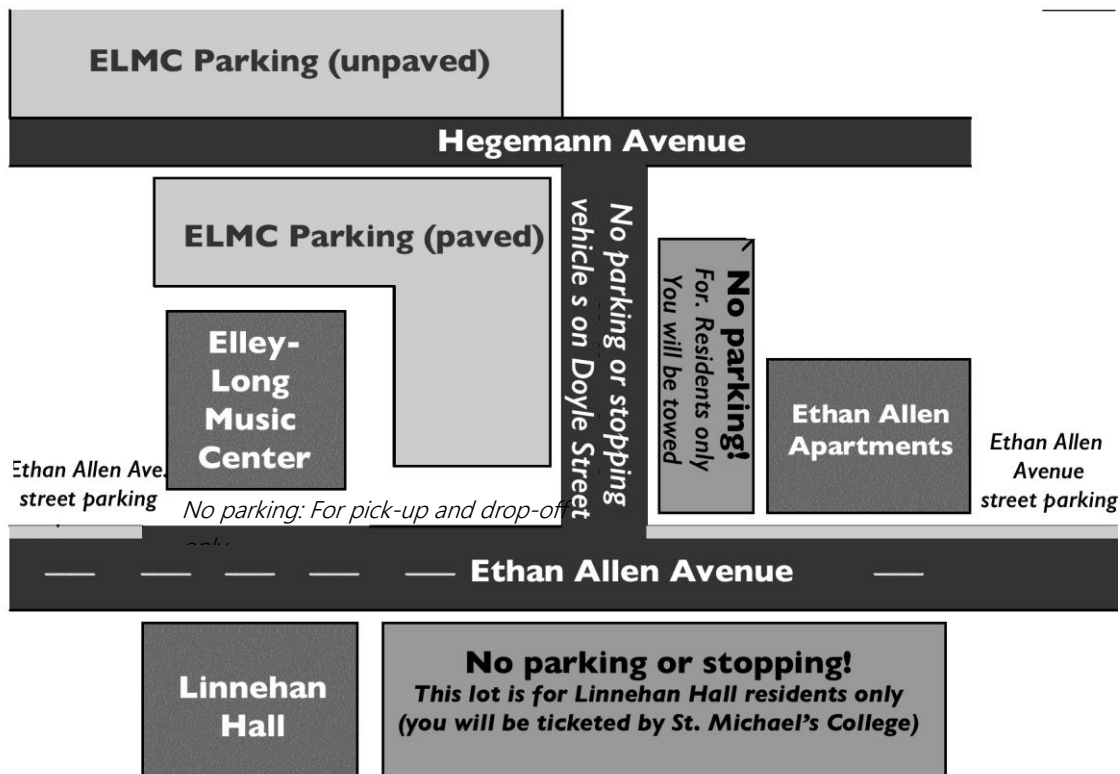 ELMC Parking (unpaved)
Hegemann Avenue
ELMC Parking (paved)
No parking or stopping
vehicle s on Doyle Street
No parking!
For. Residents only
You will be towed
Elley-
Long
Music
Center
Ethan Allen
Apartments
Ethan Allen Ave.
street parking
Ethan Allen
Avenue
street parking
No parking: For pick-up and drop-off
only
Ethan Allen Avenue
Linnehan
Hall
No parking or stopping!
This lot is for Linnehan Hall residents only
(you will be ticketed by St. Michael's College)